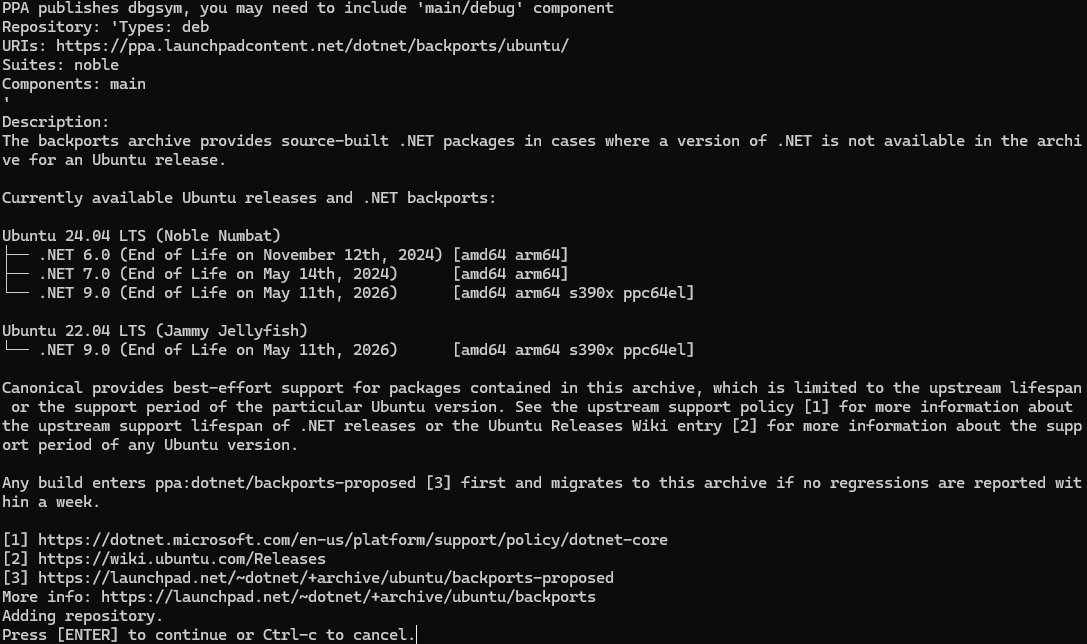 PPA publishes dbgsym, you may need to include 'main/debug' component
Repository: 'Types: deb
URIs: https://ppa.launchpadcontent.net/dotnet/backports/ubuntu/
Suites: noble
Components: main
'
Description:
The backports archive provides source-built .NET packages in cases where a version of .NET is not available in the archi
ve for an Ubuntu release.

Currently available Ubuntu releases and .NET backports:

Ubuntu 24.04 LTS (Noble Numbat)
├── .NET 6.0 (End of Life on November 12th, 2024) [amd64 arm64]
├── .NET 7.0 (End of Life on May 14th, 2024)      [amd64 arm64]
└── .NET 9.0 (End of Life on May 11th, 2026)      [amd64 arm64 s390x ppc64el]

Ubuntu 22.04 LTS (Jammy Jellyfish)
└── .NET 9.0 (End of Life on May 11th, 2026)      [amd64 arm64 s390x ppc64el]

Canonical provides best-effort support for packages contained in this archive, which is limited to the upstream lifespan
 or the support period of the particular Ubuntu version. See the upstream support policy [1] for more information about
the upstream support lifespan of .NET releases or the Ubuntu Releases Wiki entry [2] for more information about the supp
ort period of any Ubuntu version.

Any build enters ppa:dotnet/backports-proposed [3] first and migrates to this archive if no regressions are reported wit
hin a week.

[1] https://dotnet.microsoft.com/en-us/platform/support/policy/dotnet-core
[2] https://wiki.ubuntu.com/Releases
[3] https://launchpad.net/~dotnet/+archive/ubuntu/backports-proposed
More info: https://launchpad.net/~dotnet/+archive/ubuntu/backports
Adding repository.
Press [ENTER] to continue or Ctrl-c to cancel.